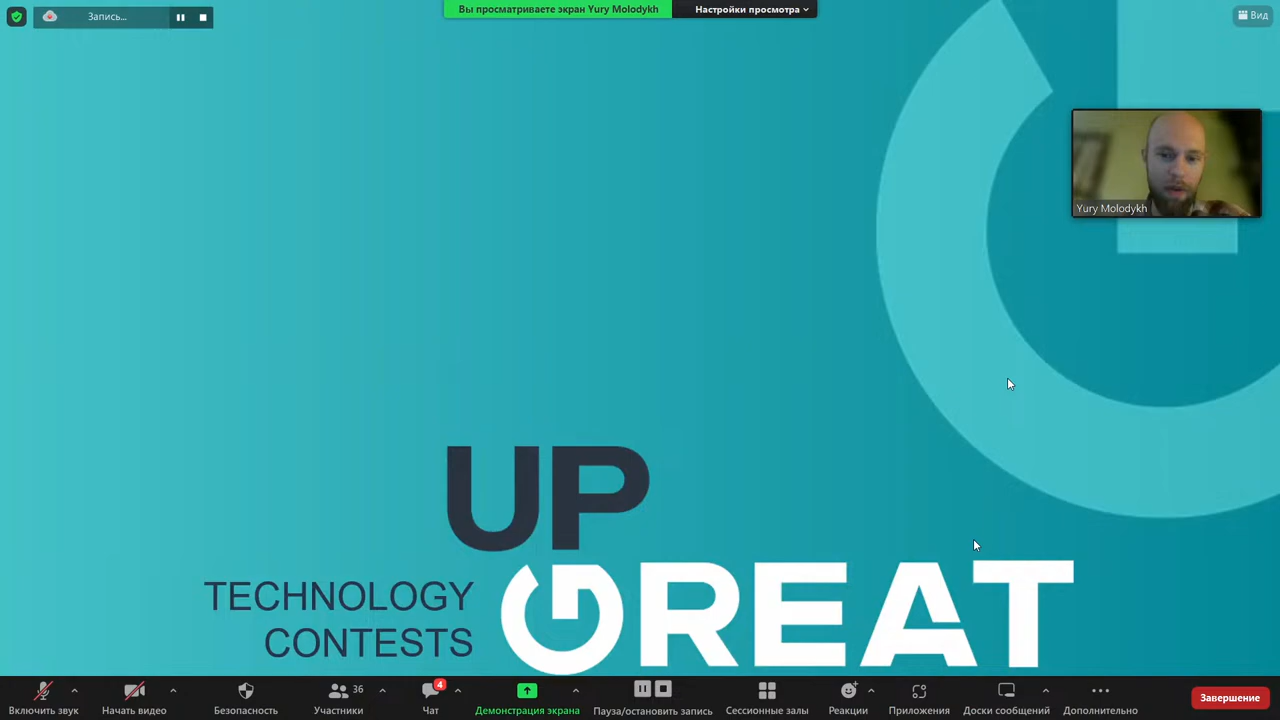 Запись...
Вы просматриваете экран Yury Molodykh
Настройки просмотра
Вид
Yury Molodykh
UP
GREAT
TECHNOLOGY
CONTESTS
Включить звук
Начать видео
Безопасность
36
Участники
4
Чат
Демонстрация экрана
Пауза/остановить запись
Сессионные залы
Реакции
Приложения
Доски сообщений
Дополнительно
Завершение